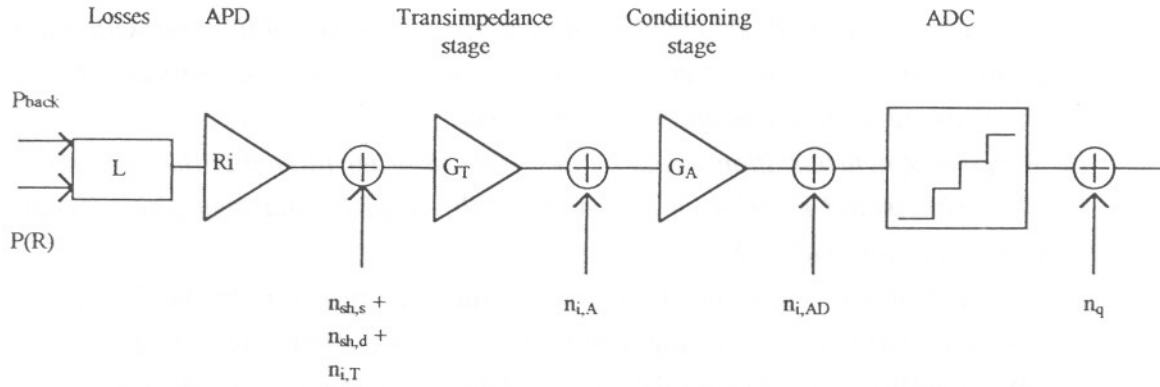 Losses
APD
Transimpedance
stage
Conditioning
stage
ADC
Pback
P(R)
L
Ri
GT
GA
nsh,s +
nsh,d +
ni,T
ni,A
ni,AD
nq